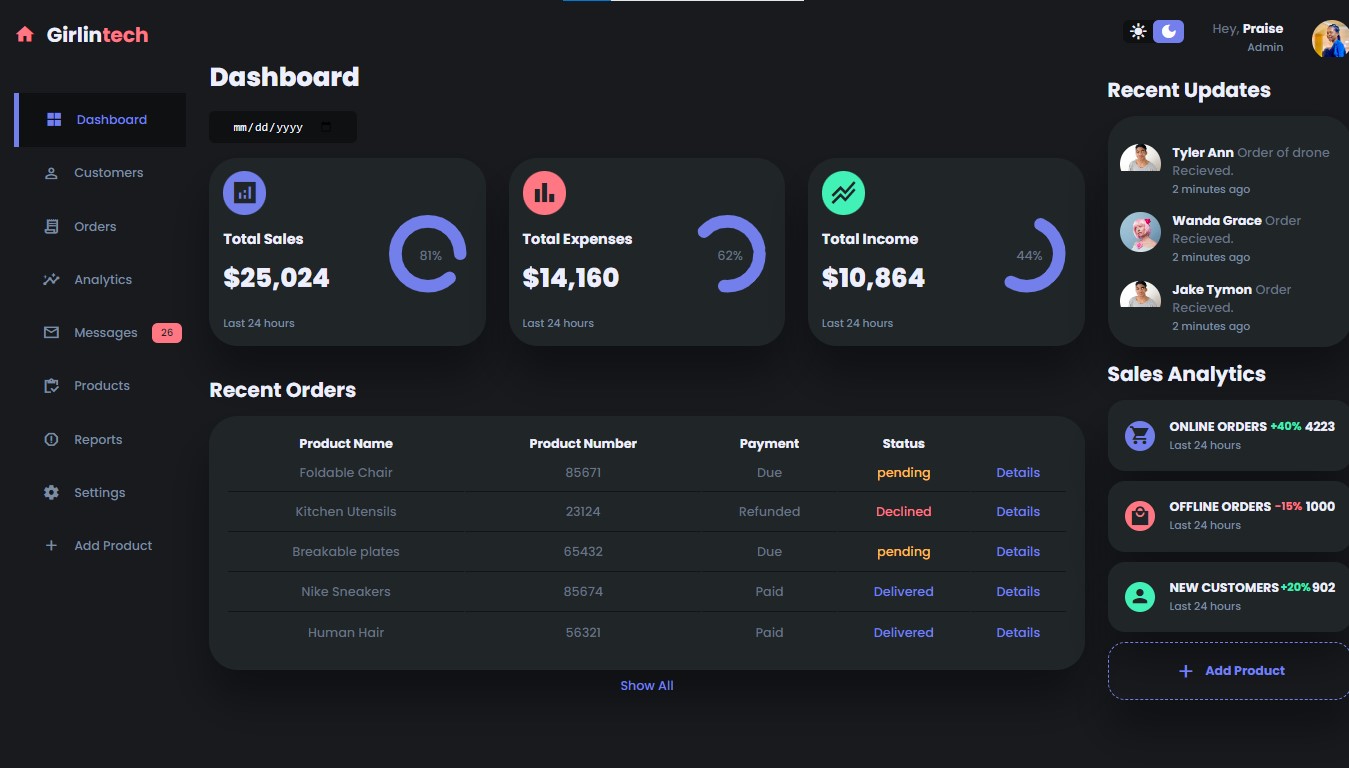 Girlintech
Hey, Praise
Admin
Dashboard
Customers
Orders
Analytics
Messages 26
Products
Reports
Settings
Add Product
Dashboard
mm/dd/yyyy
Total Sales
$25,024
81%
Last 24 hours
Total Expenses
$14,160
62%
Last 24 hours
Total Income
$10,864
44%
Last 24 hours
Recent Orders
Product Name Product Number Payment Status
Foldable Chair 85671 Due pending Details
Kitchen Utensils 23124 Refunded Declined Details
Breakable plates 65432 Due pending Details
Nike Sneakers 85674 Paid Delivered Details
Human Hair 56321 Paid Delivered Details
Show All
Recent Updates
Tyler Ann Order of drone
Recieved.
2 minutes ago
Wanda Grace Order
Recieved.
2 minutes ago
Jake Tymon Order
Recieved.
2 minutes ago
Sales Analytics
ONLINE ORDERS +40% 4223
Last 24 hours
OFFLINE ORDERS -15% 1000
Last 24 hours
NEW CUSTOMERS +20% 902
Last 24 hours
Add Product